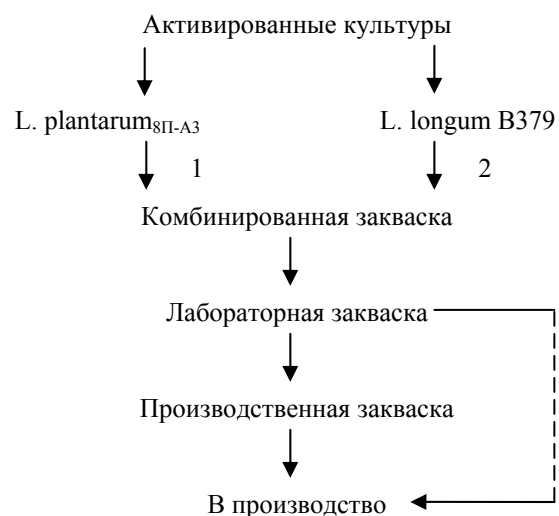 Активированные культуры
L. plantarum8П-А3 L. longum B379
1 2
Комбинированная закваска
Лабораторная закваска
Производственная закваска
В производство